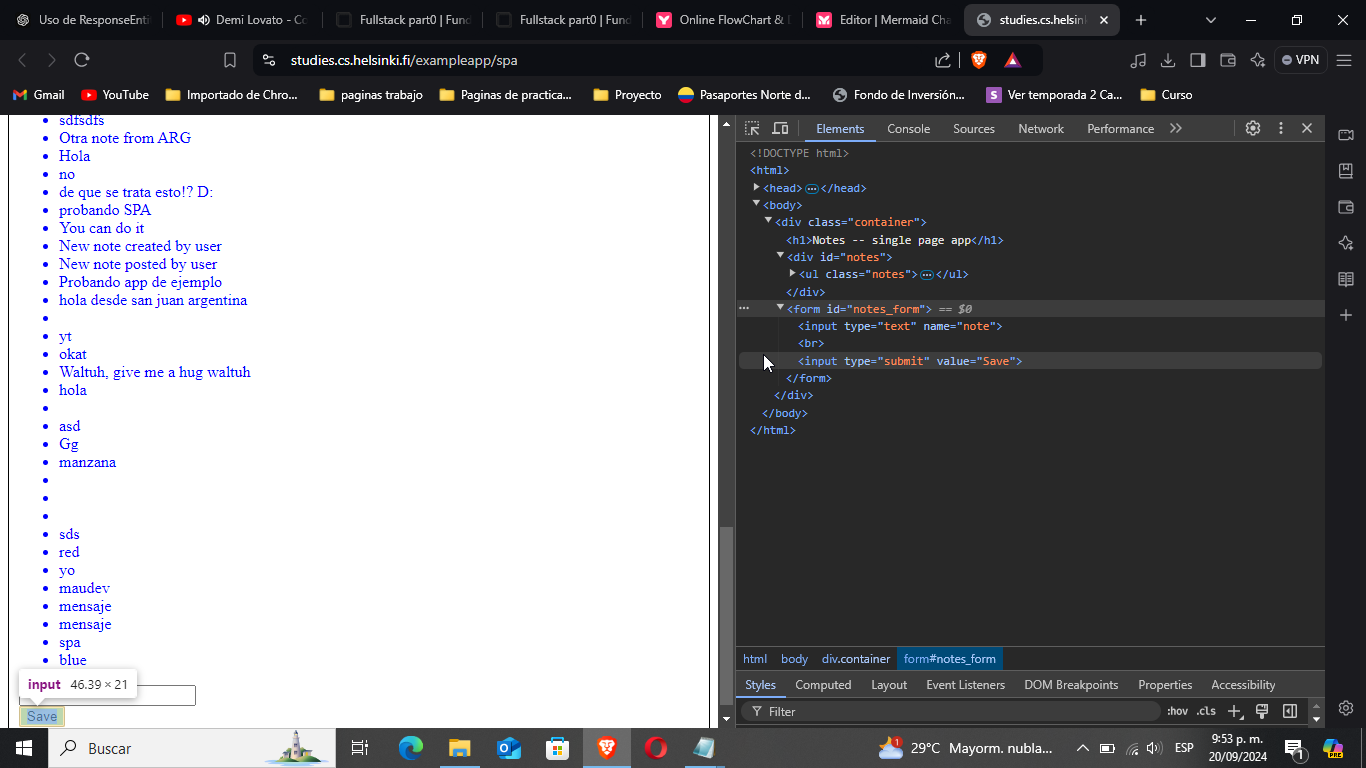 Uso de ResponseEnti
Demi Lovato - Co
Fullstack part0 | Fund
Fullstack part0 | Fund
Online FlowChart & D
Editor | Mermaid Cha
studies.cs.helsink
studies.cs.helsinki.fi/exampleapp/spa
VPN
Gmail
YouTube
Importado de Chro...
paginas trabajo
Paginas de practica...
Proyecto
Pasaportes Norte d...
Fondo de Inversión...
S
Ver temporada 2 Ca...
Curso
sdfsdfs
Otra note from ARG
Hola
no
de que se trata esto!? D:
probando SPA
You can do it
New note created by user
New note posted by user
Probando app de ejemplo
hola desde san juan argentina
yt
okat
Waltuh, give me a hug waltuh
hola
asd
Gg
manzana
sds
red
yo
maudev
mensaje
mensaje
spa
blue
input 46.39 × 21
Save
Elements Console Sources Network Performance
<!DOCTYPE html>
<html>
<head> … </head>
<body>
<div class="container">
<h1>Notes -- single page app</h1>
<div id="notes">
<ul class="notes"> … </ul>
</div>
<form id="notes_form"> == $0
<input type="text" name="note">
<br>
<input type="submit" value="Save">
</form>
</div>
</body>
</html>
html body div.container form#notes_form
Styles Computed Layout Event Listeners DOM Breakpoints Properties Accessibility
Filter :hov .cls
Buscar
1
29°C Mayorm. nubla...
ESP
9:53 p. m.
20/09/2024
1
PRE